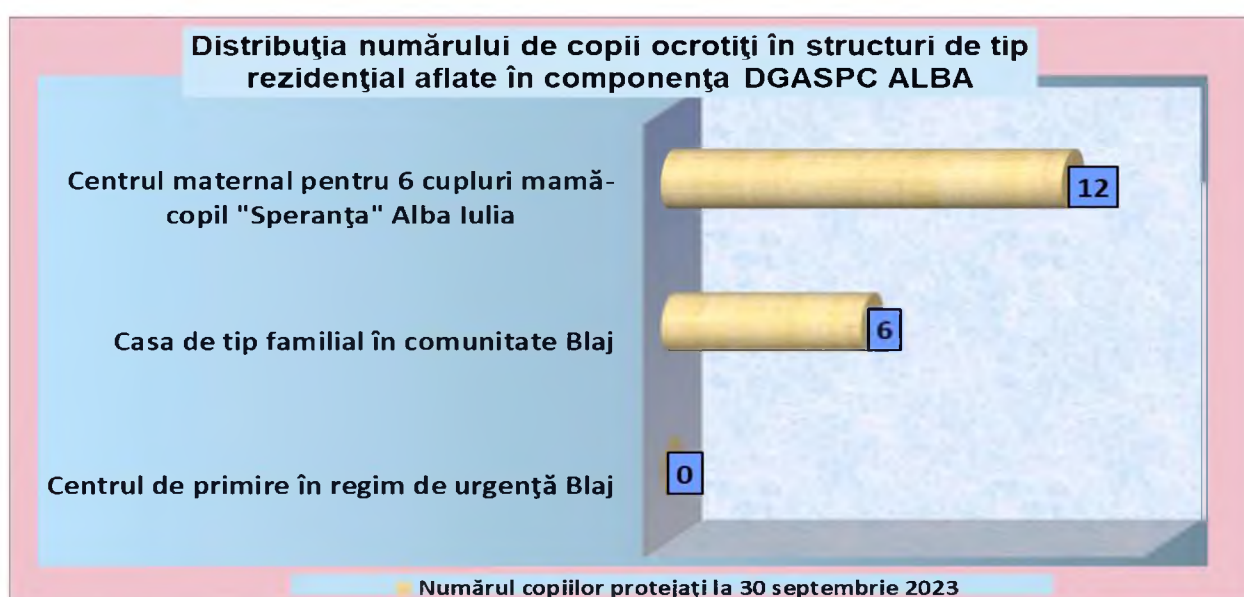 Distribuţia numărului de copii ocrotiţi în structuri de tip
rezidenţial aflate în componenţa DGASPC ALBA
Centrul maternal pentru 6 cupluri mamă-
copil "Speranţa" Alba Iulia
12
Casa de tip familial în comunitate Blaj
6
Centrul de primire în regim de urgenţă Blaj
0
Numărul copiilor protejaţi la 30 septembrie 2023